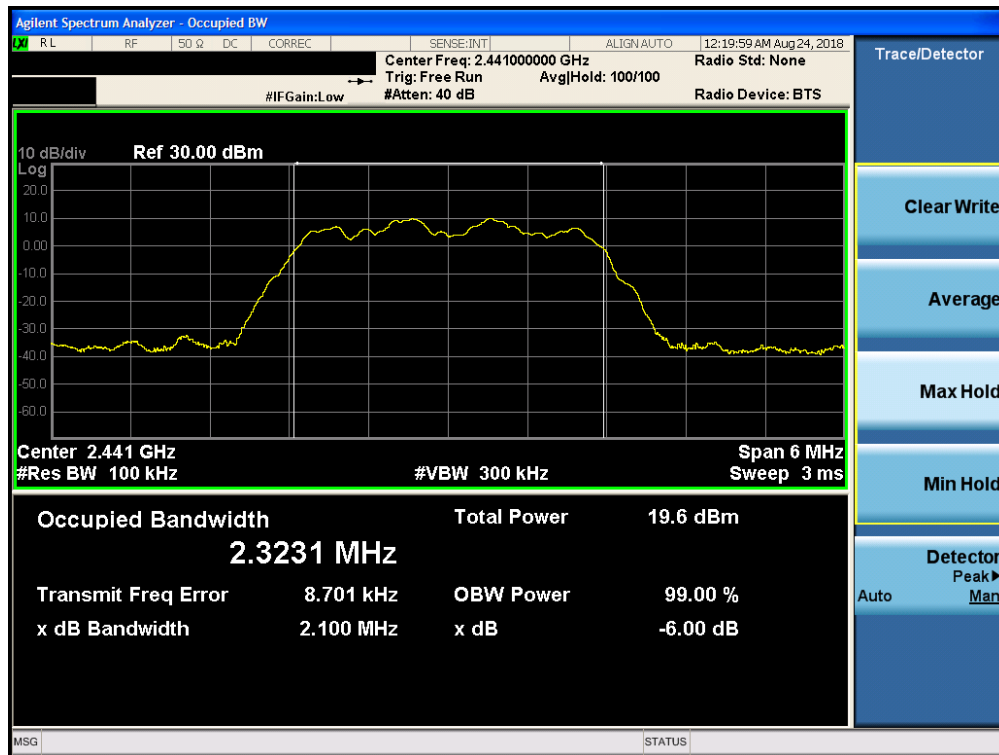 Agilent Spectrum Analyzer - Occupied BW
LXI RL RF 50 Ω DC CORREC SENSE:INT ALIGN AUTO 12:19:59 AM Aug 24, 2018
Center Freq: 2.441000000 GHz Radio Std: None
Trig: Free Run Avg|Hold: 100/100
#IFGain:Low #Atten: 40 dB Radio Device: BTS
10 dB/div Ref 30.00 dBm
Log
20.0
10.0
0.00
-10.0
-20.0
-30.0
-40.0
-50.0
-60.0
Center 2.441 GHz Span 6 MHz
#Res BW 100 kHz #VBW 300 kHz Sweep 3 ms
Occupied Bandwidth Total Power 19.6 dBm
2.3231 MHz
Transmit Freq Error 8.701 kHz OBW Power 99.00 %
x dB Bandwidth 2.100 MHz x dB -6.00 dB
MSG STATUS
Trace/Detector
Clear Write
Average
Max Hold
Min Hold
Detector
Peak▶
Auto Man